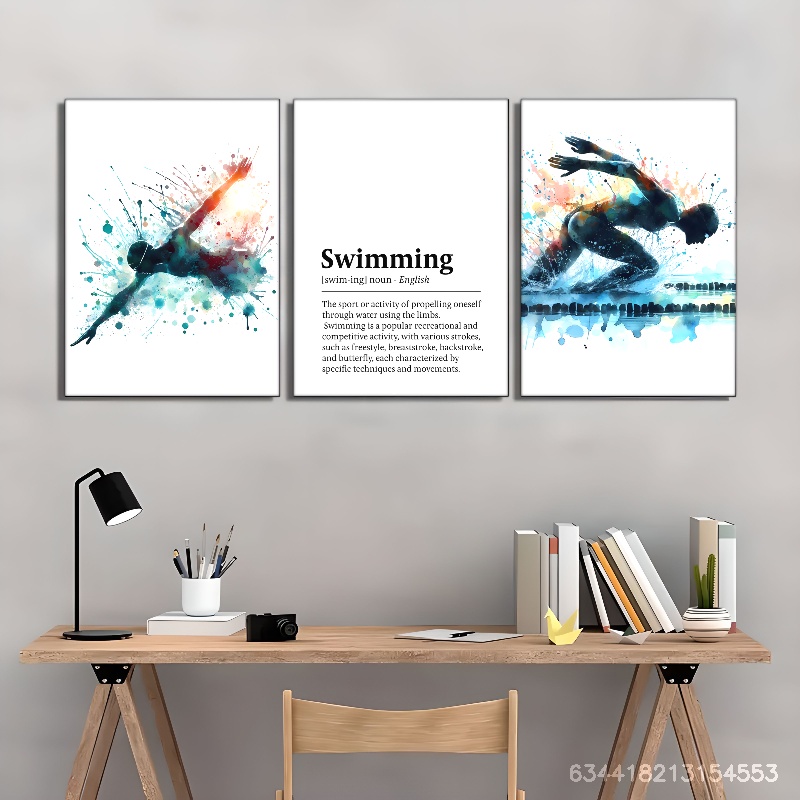 Swimming
[swim-ing] noun - English
The sport or activity of propelling oneself
through water using the limbs.
Swimming is a popular recreational and
competitive activity, with various strokes,
such as freestyle, breaststroke, backstroke,
and butterfly, each characterized by
specific techniques and movements.
634418213154553